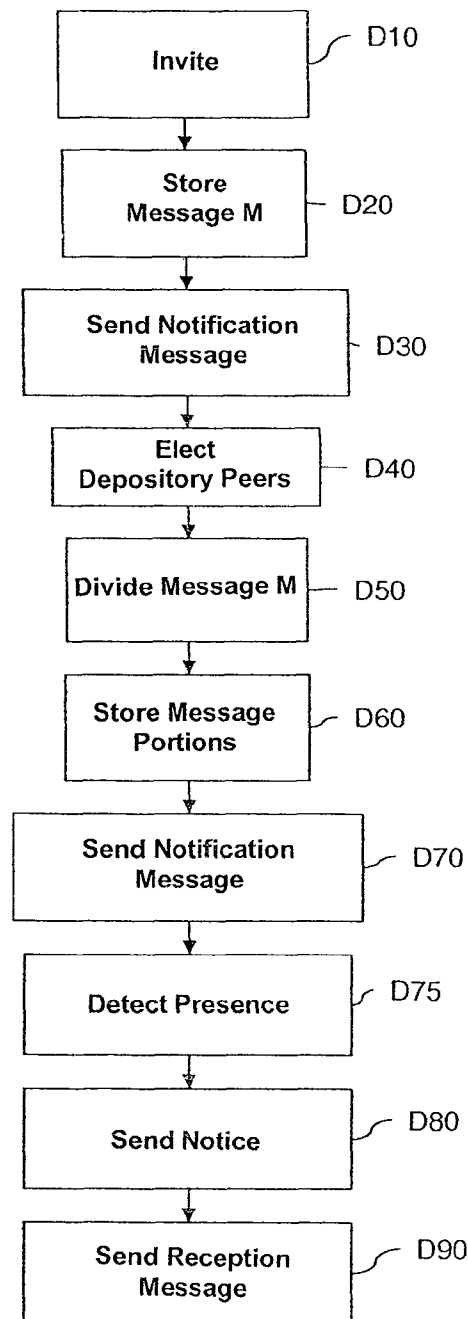 Invite
D10
Store
Message M
D20
Send Notification
Message
D30
Elect
Depository Peers
D40
Divide Message M
D50
Store Message
Portions
D60
Send Notification
Message
D70
Detect Presence
D75
Send Notice
D80
Send Reception
Message
D90